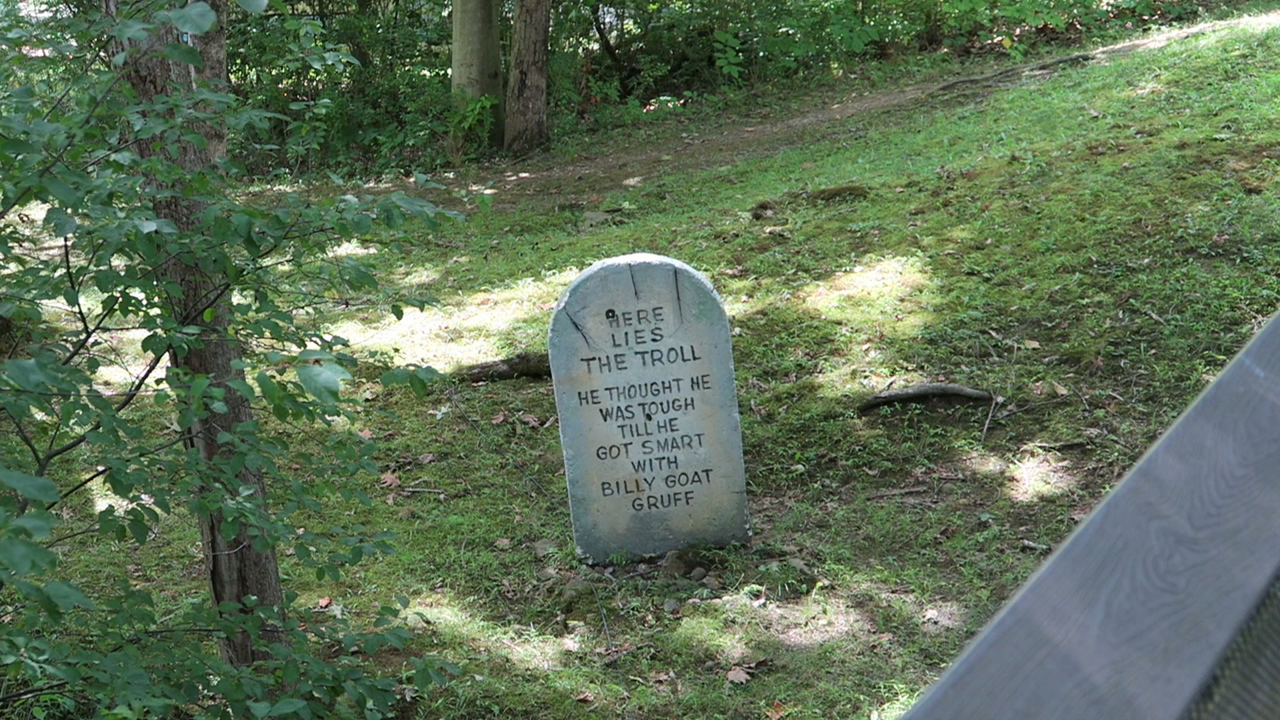 HERE
LIES
THE TROLL
HE THOUGHT HE
WAS TOUGH
TILL HE
GOT SMART
WITH
BILLY GOAT
GRUFF